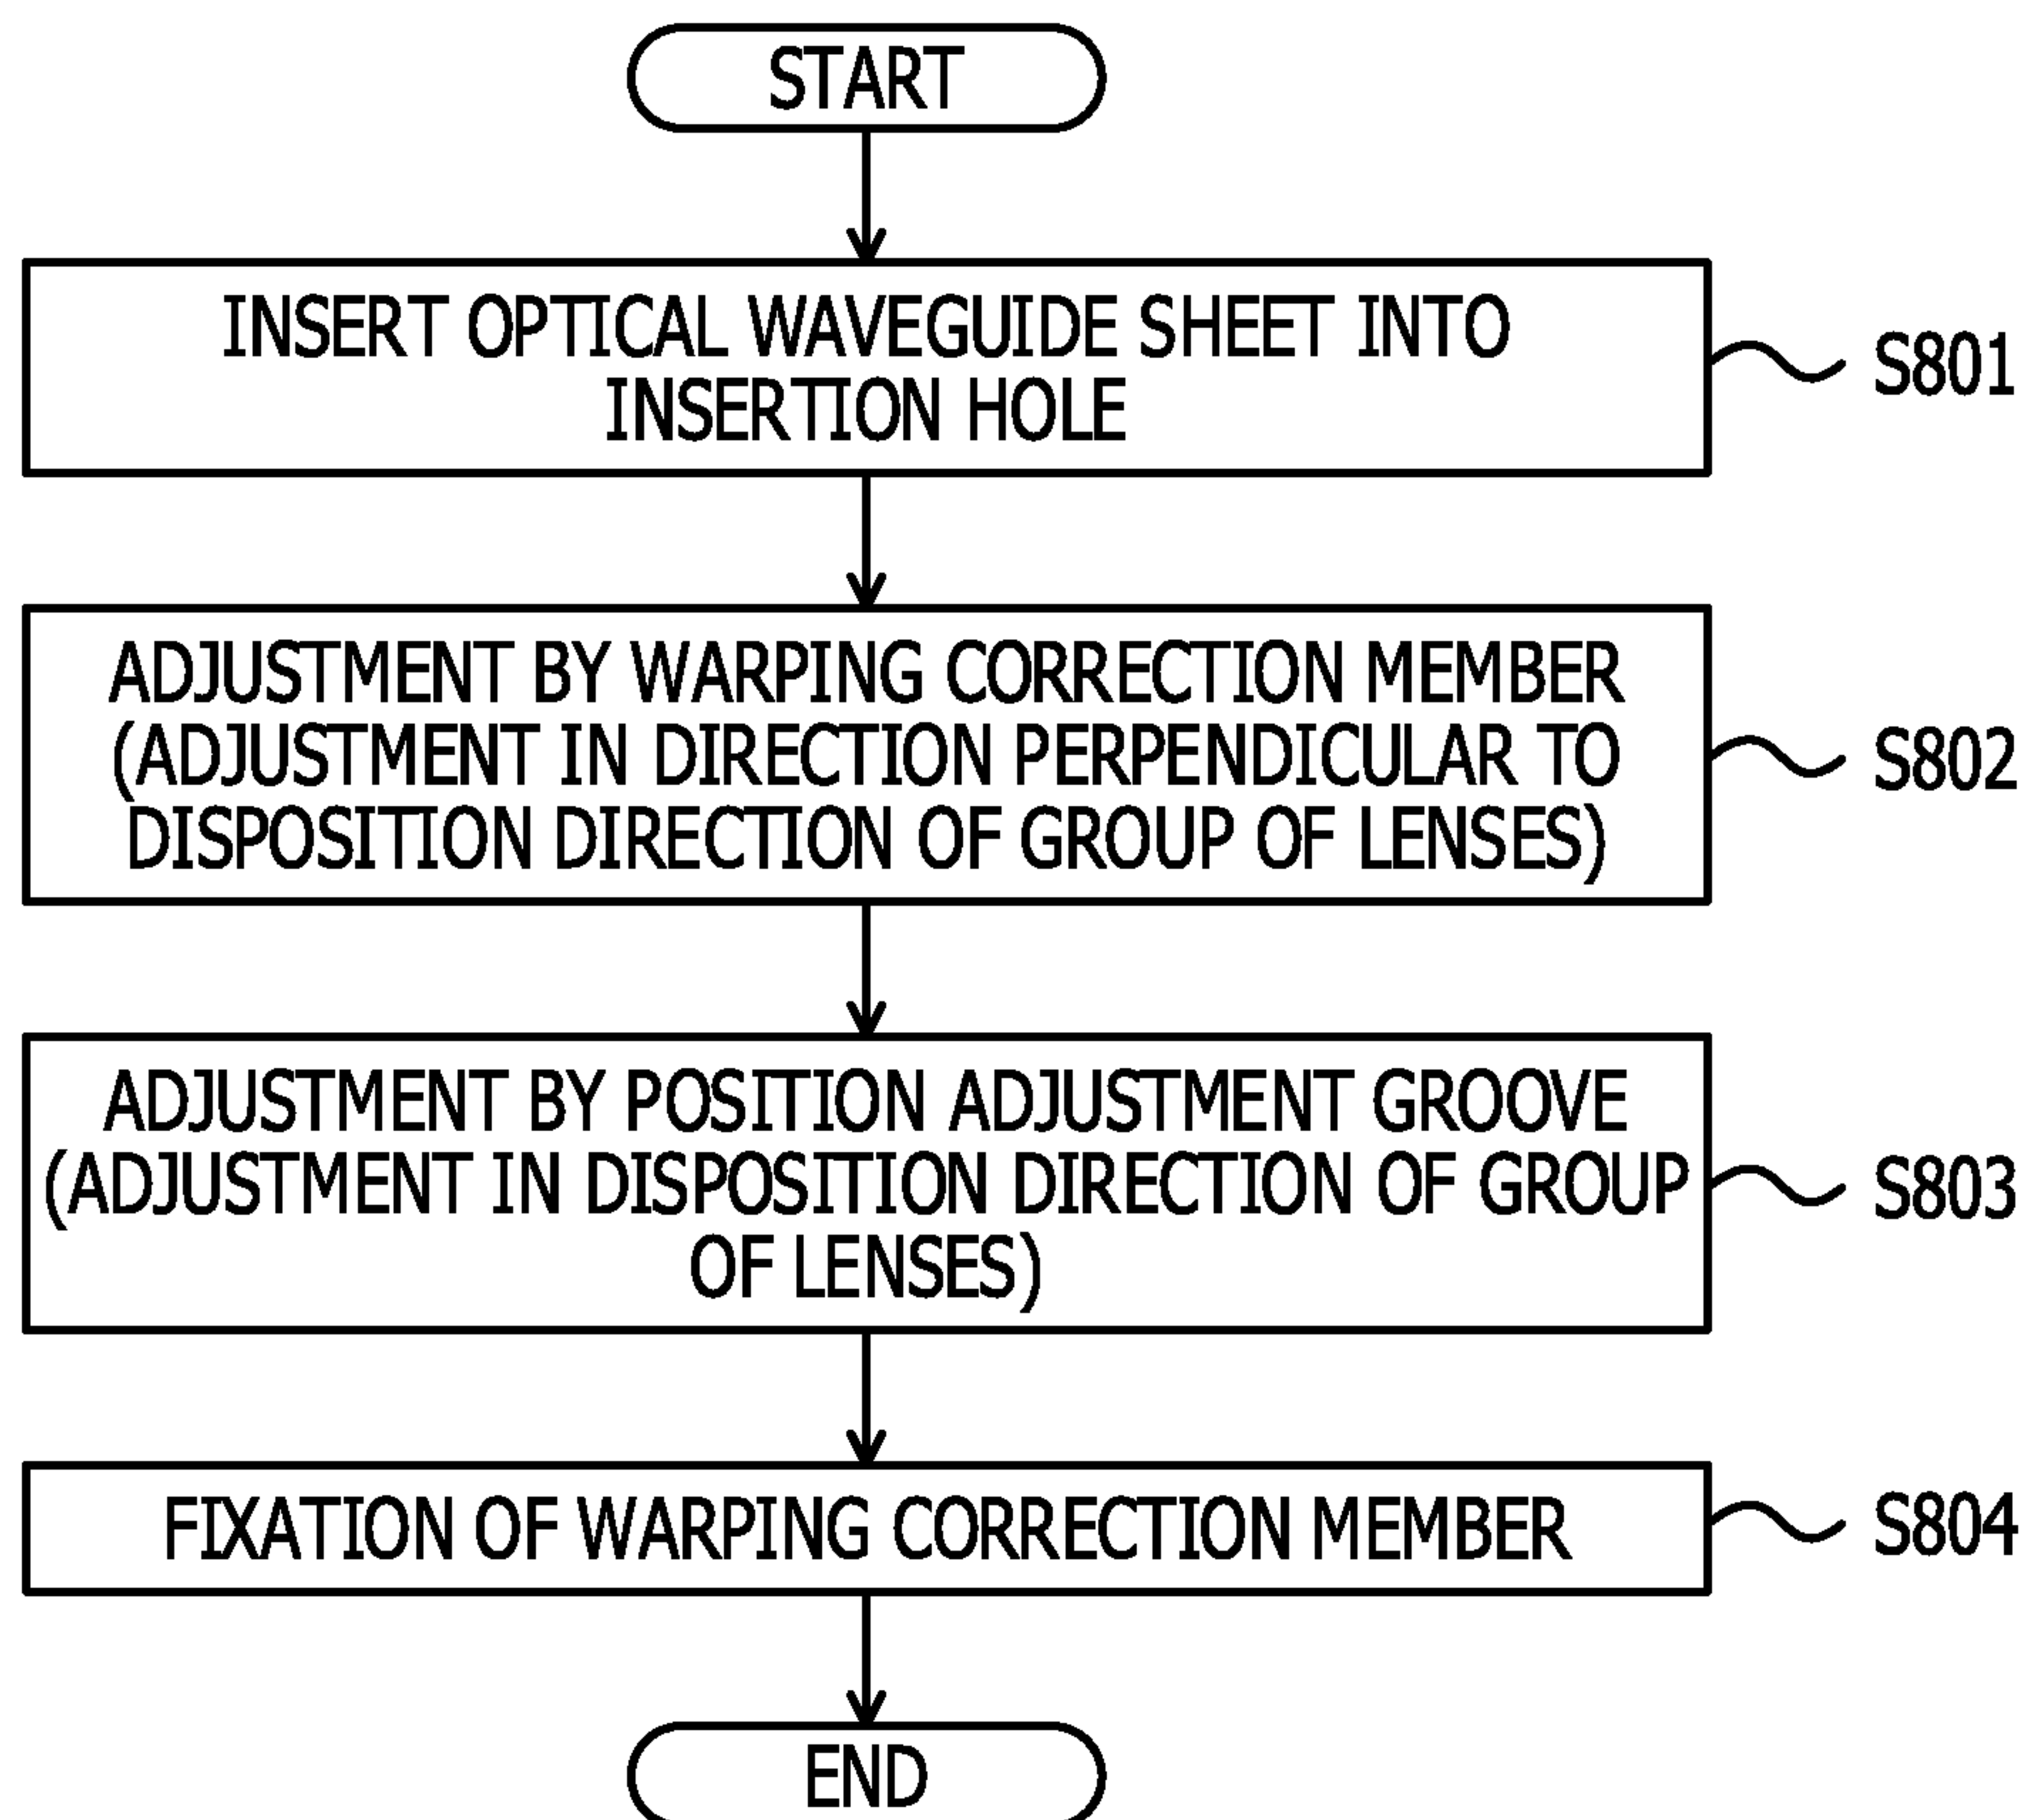 START
INSERT OPTICAL WAVEGUIDE SHEET INTO
INSERTION HOLE
S801
ADJUSTMENT BY WARPING CORRECTION MEMBER
(ADJUSTMENT IN DIRECTION PERPENDICULAR TO
DISPOSITION DIRECTION OF GROUP OF LENSES)
S802
ADJUSTMENT BY POSITION ADJUSTMENT GROOVE
(ADJUSTMENT IN DISPOSITION DIRECTION OF GROUP
OF LENSES)
S803
FIXATION OF WARPING CORRECTION MEMBER
S804
END